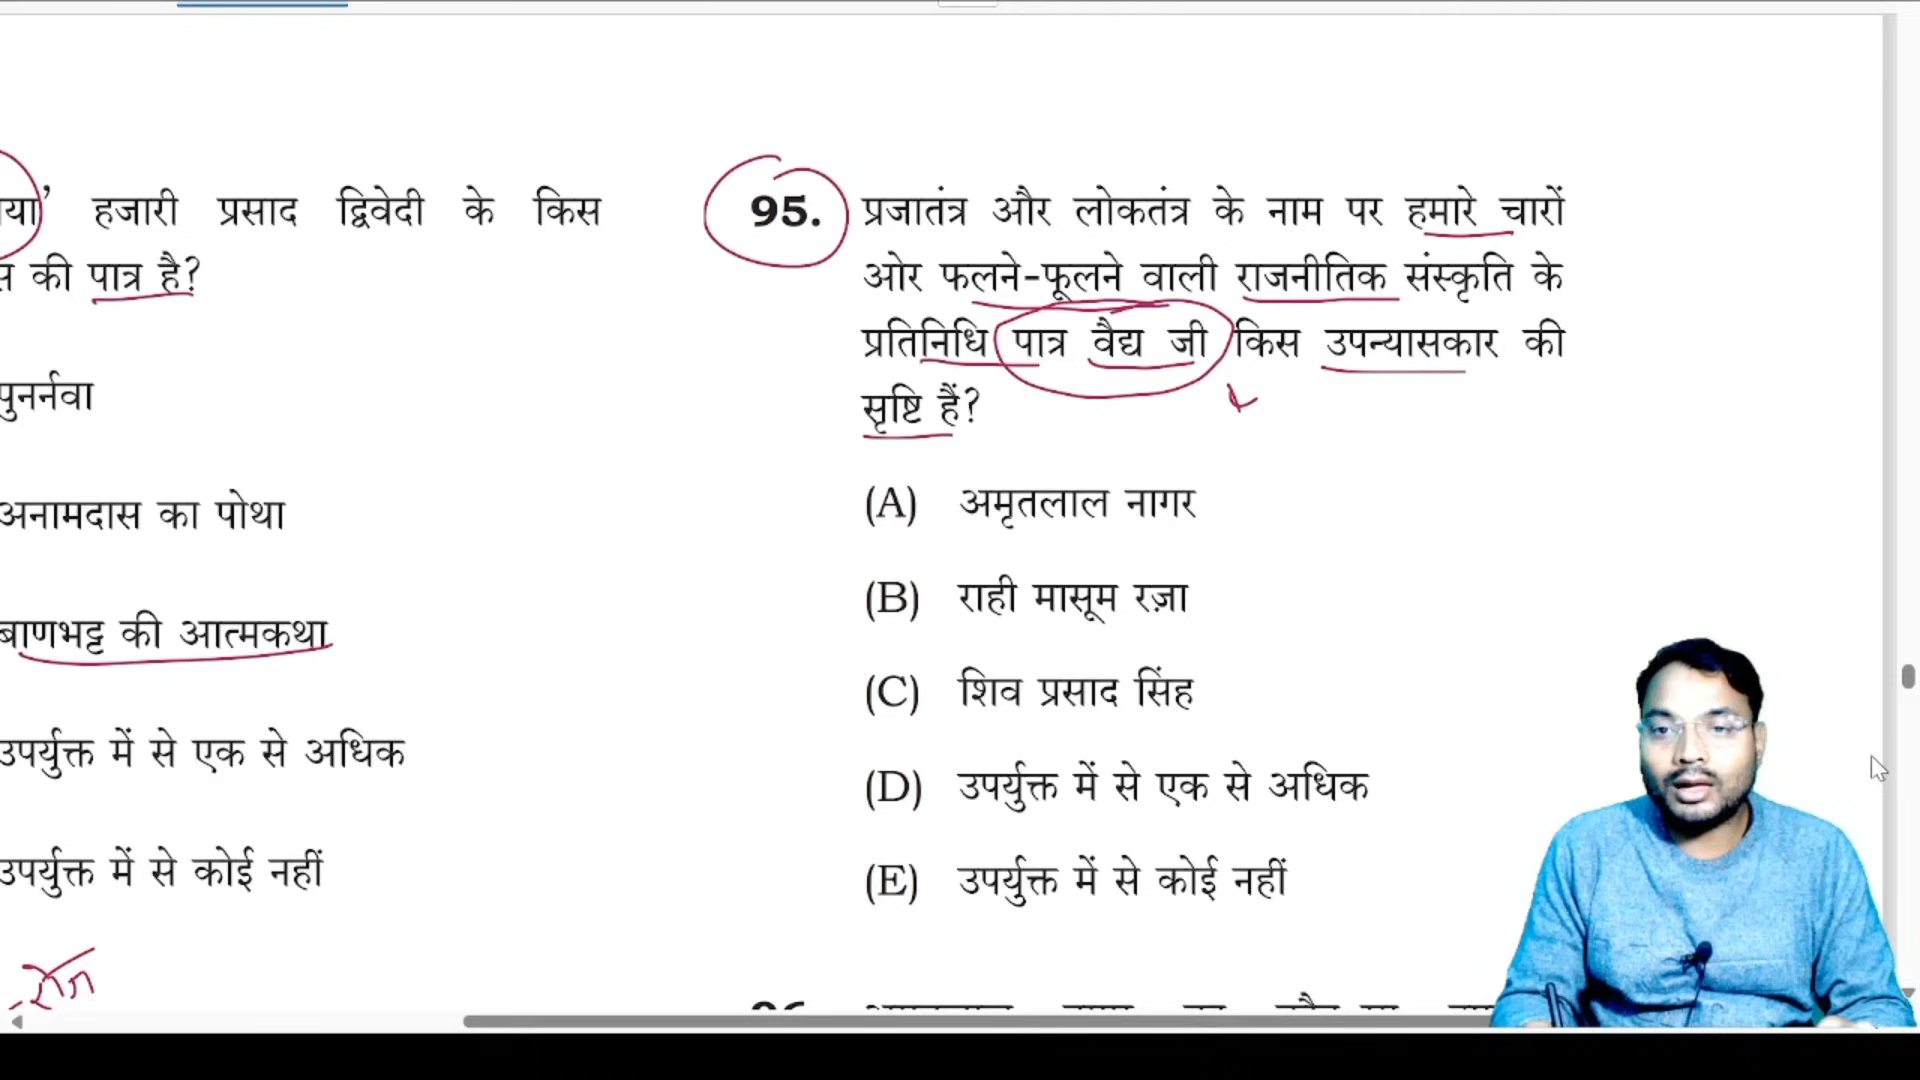 हजारी प्रसाद द्विवेदी के किस
की पात्र है?
पुनर्नवा
अनामदास का पोथा
बाणभट्ट की आत्मकथा
उपर्युक्त में से एक से अधिक
उपर्युक्त में से कोई नहीं
95. प्रजातंत्र और लोकतंत्र के नाम पर हमारे चारों
ओर फलने-फूलने वाली राजनीतिक संस्कृति के
प्रतिनिधि पात्र वैद्य जी किस उपन्यासकार की
सृष्टि हैं?
(A) अमृतलाल नागर
(B) राही मासूम रज़ा
(C) शिव प्रसाद सिंह
(D) उपर्युक्त में से एक से अधिक
(E) उपर्युक्त में से कोई नहीं